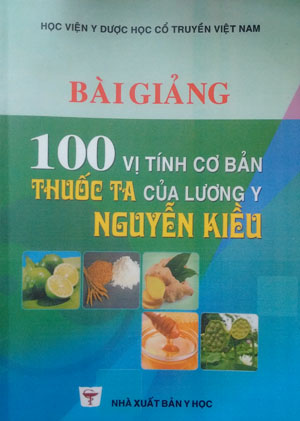 HỌC VIỆN Y DƯỢC HỌC CỔ TRUYỀN VIỆT NAM
BÀI GIẢNG
100 VỊ TÍNH CƠ BẢN
THUỐC TA CỦA LƯƠNG Y
NGUYỄN KIỀU
NHÀ XUẤT BẢN Y HỌC